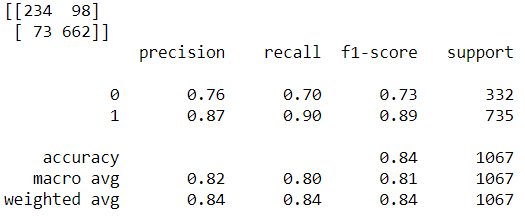 [[234  98]
 [ 73 662]]
              precision    recall  f1-score   support

           0       0.76      0.70      0.73       332
           1       0.87      0.90      0.89       735

    accuracy                           0.84      1067
   macro avg       0.82      0.80      0.81      1067
weighted avg       0.84      0.84      0.84      1067